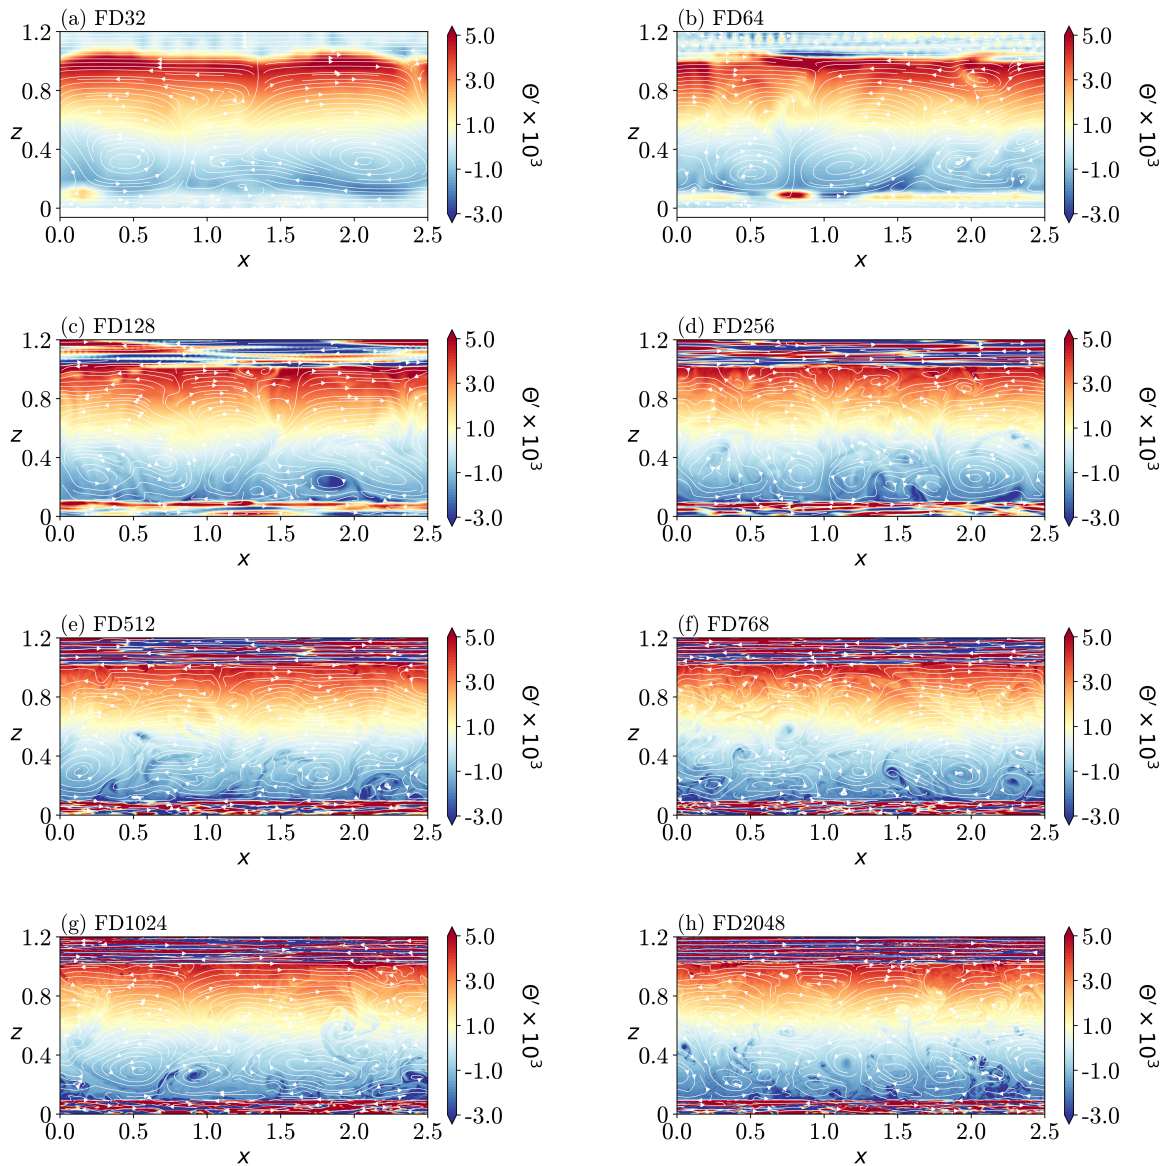 (a) FD32
1.2
0.8
0.4
0
z
0.0 0.5 1.0 1.5 2.0 2.5
x
5.0
3.0
1.0
-1.0
-3.0
Θ′ × 10³
(b) FD64
1.2
0.8
0.4
0
z
0.0 0.5 1.0 1.5 2.0 2.5
x
5.0
3.0
1.0
-1.0
-3.0
Θ′ × 10³
(c) FD128
1.2
0.8
0.4
0
z
0.0 0.5 1.0 1.5 2.0 2.5
x
5.0
3.0
1.0
-1.0
-3.0
Θ′ × 10³
(d) FD256
1.2
0.8
0.4
0
z
0.0 0.5 1.0 1.5 2.0 2.5
x
5.0
3.0
1.0
-1.0
-3.0
Θ′ × 10³
(e) FD512
1.2
0.8
0.4
0
z
0.0 0.5 1.0 1.5 2.0 2.5
x
5.0
3.0
1.0
-1.0
-3.0
Θ′ × 10³
(f) FD768
1.2
0.8
0.4
0
z
0.0 0.5 1.0 1.5 2.0 2.5
x
5.0
3.0
1.0
-1.0
-3.0
Θ′ × 10³
(g) FD1024
1.2
0.8
0.4
0
z
0.0 0.5 1.0 1.5 2.0 2.5
x
5.0
3.0
1.0
-1.0
-3.0
Θ′ × 10³
(h) FD2048
1.2
0.8
0.4
0
z
0.0 0.5 1.0 1.5 2.0 2.5
x
5.0
3.0
1.0
-1.0
-3.0
Θ′ × 10³